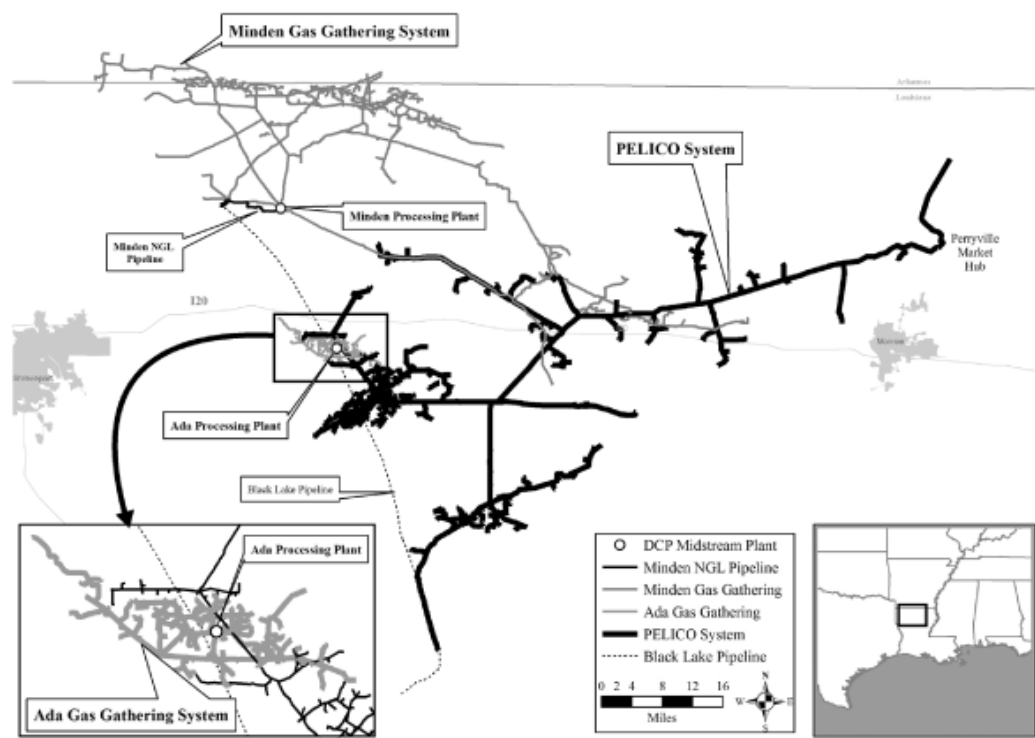 Minden Gas Gathering System
Arkansas
Louisiana
PELICO System
Minden Processing Plant
Minden NGL
Pipeline
Perryville
Market
Hub
I20
Shreveport
Monroe
Ada Processing Plant
Black Lake Pipeline
Ada Processing Plant
Ada Gas Gathering System
DCP Midstream Plant
Minden NGL Pipeline
Minden Gas Gathering
Ada Gas Gathering
PELICO System
Black Lake Pipeline
0 2 4 8 12 16
Miles
N
W E
S